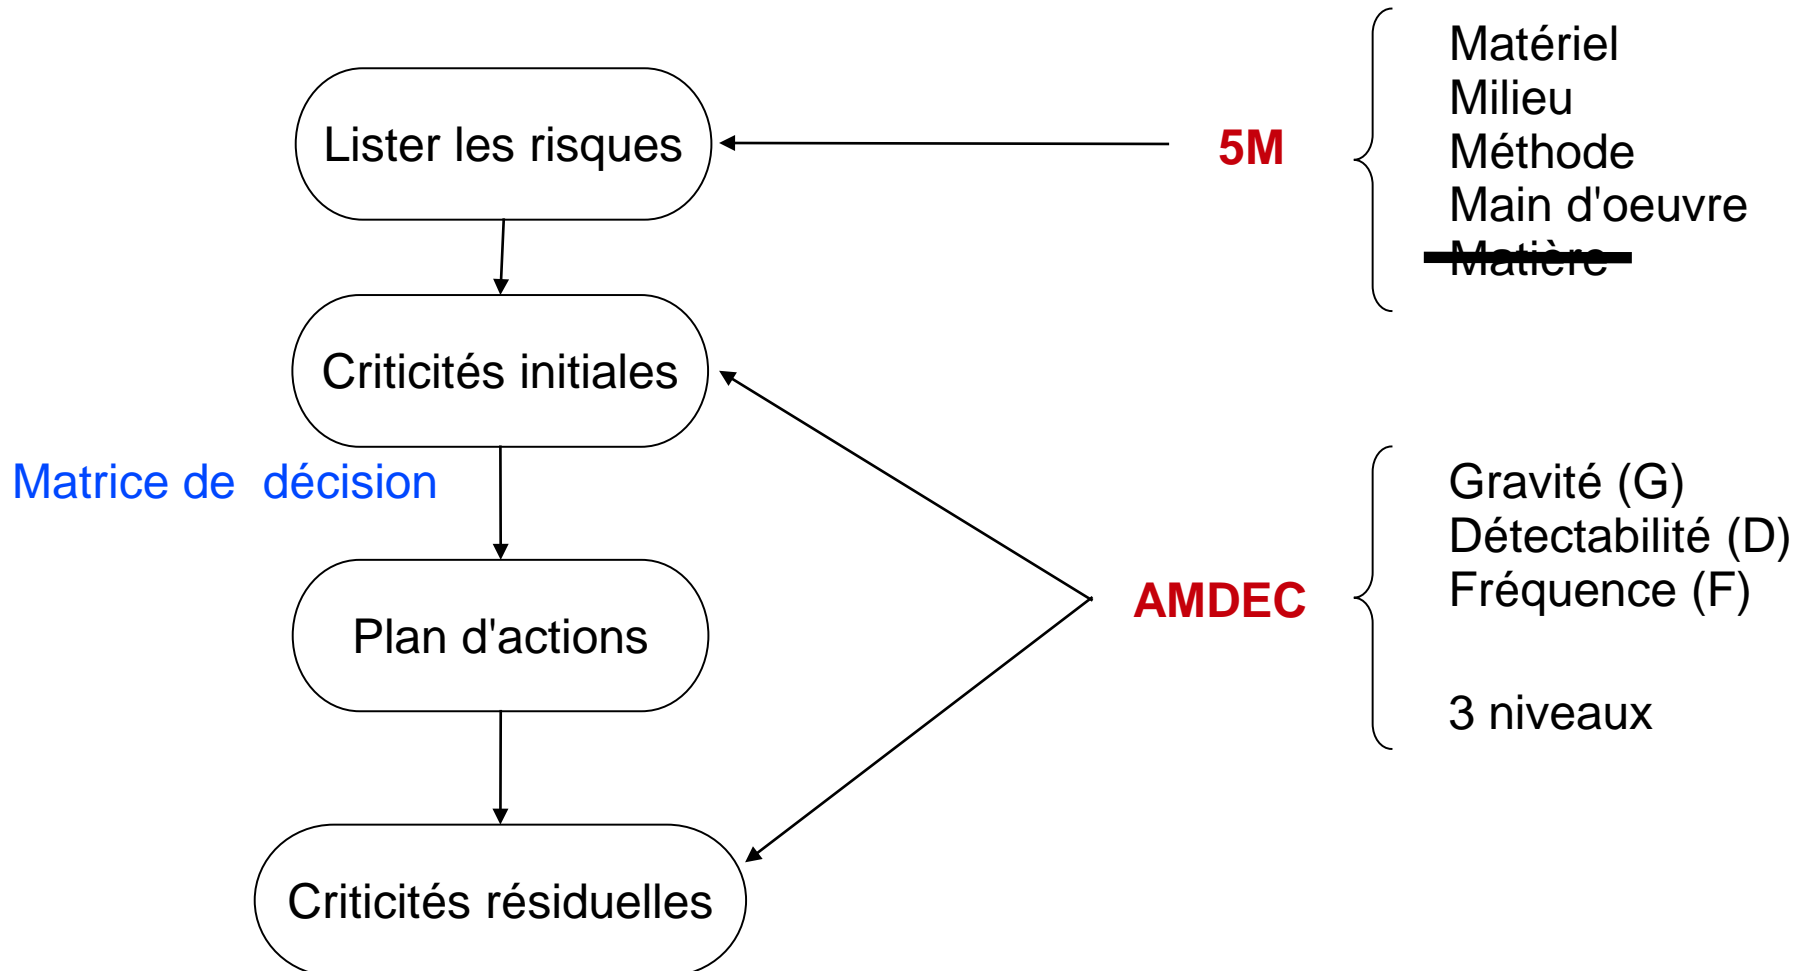 Lister les risques
5M
Matériel
Milieu
Méthode
Main d'oeuvre
Matière
Criticités initiales
Matrice de  décision
Plan d'actions
AMDEC
Gravité (G)
Détectabilité (D)
Fréquence (F)
3 niveaux
Criticités résiduelles